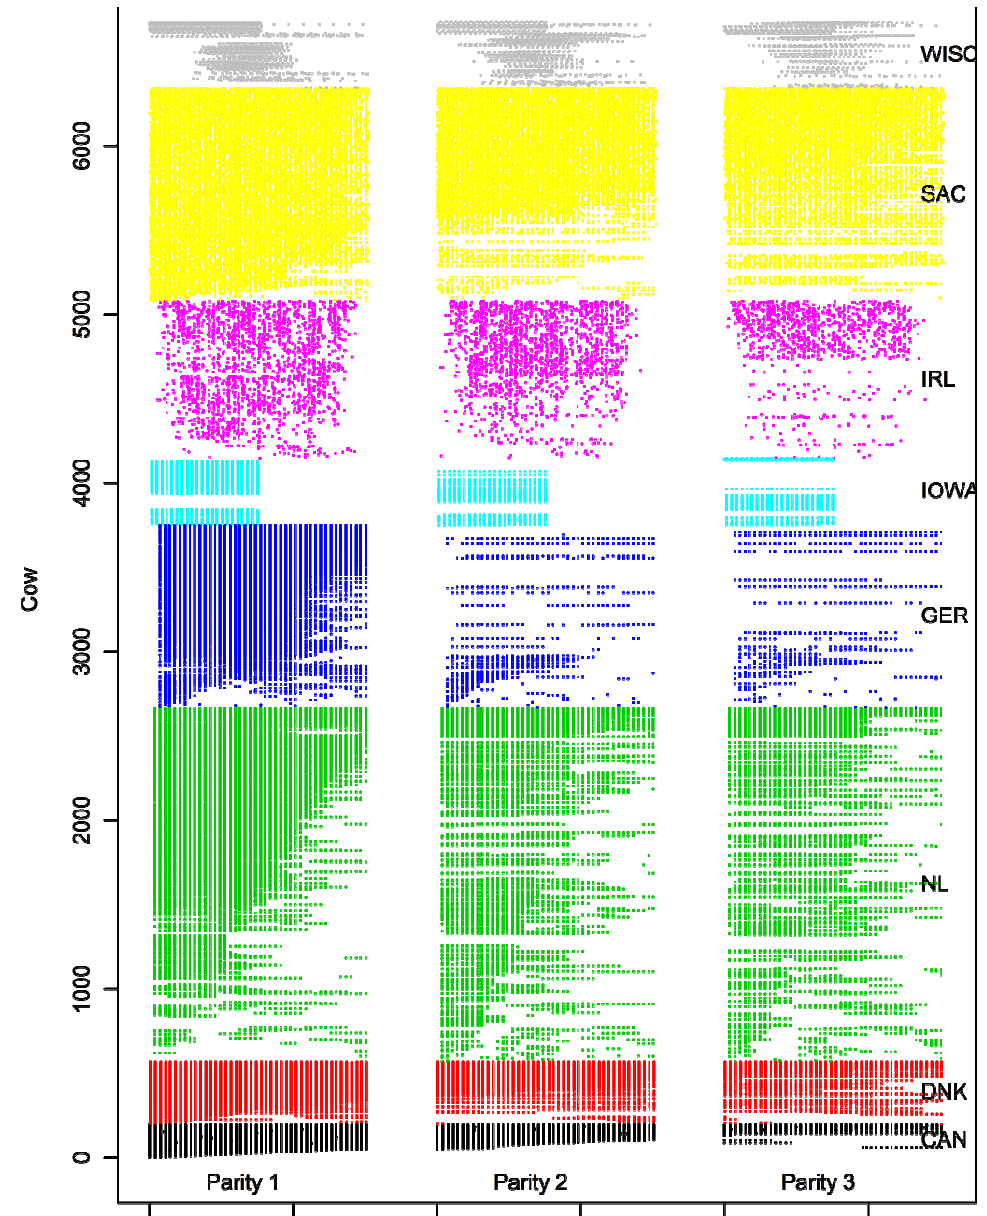 WISC
6000
SAC
5000
IRL
4000
IOWA
Cow
GER
3000
2000
NL
1000
DNK
CAN
0
Parity 1 Parity 2 Parity 3